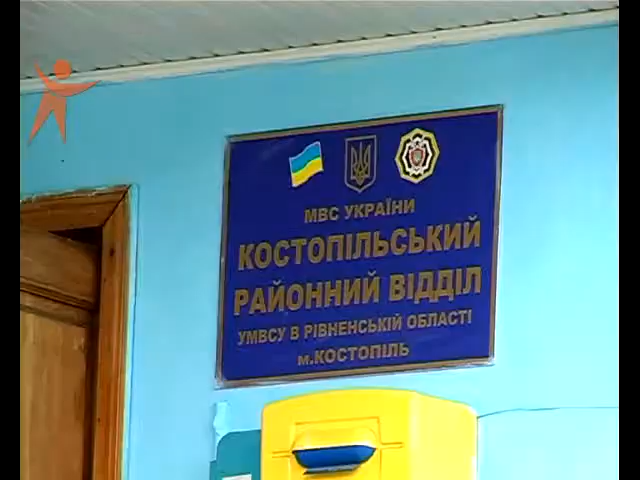 МВС УКРАЇНИ
КОСТОПІЛЬСЬКИЙ
РАЙОННИЙ ВІДДІЛ
УМВСУ В РІВНЕНСЬКІЙ ОБЛАСТІ
м.КОСТОПІЛЬ